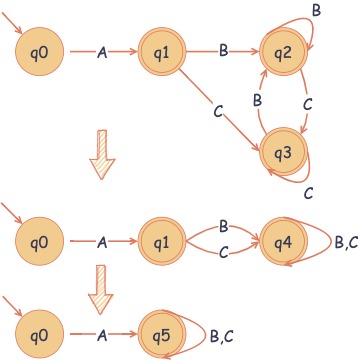 B
q0 A q1 B q2
C B C
q3
C
q0 A q1 B C q4 B,C
q0 A q5 B,C